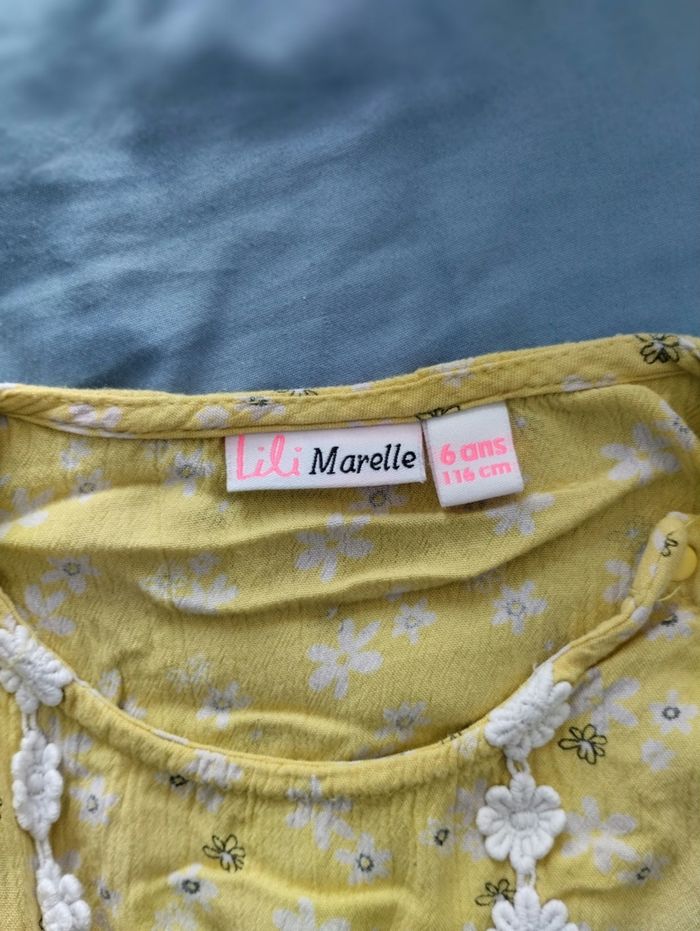 Lili Marelle
6 ans
116 cm